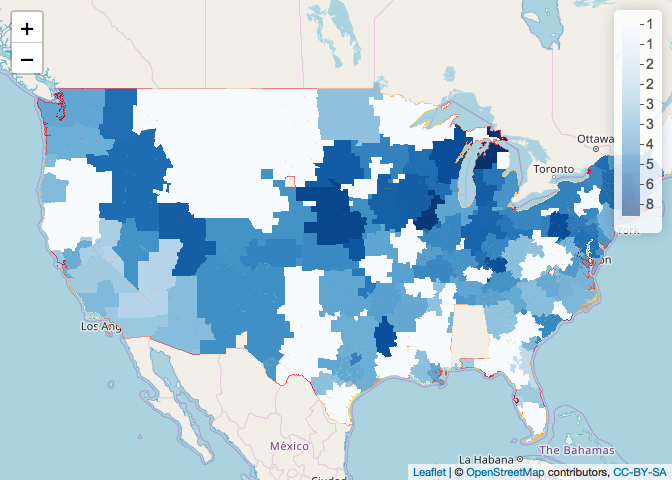 +
−
1
1
2
2
3
3
4
5
6
8
Ottawa
Toronto
York
on
Los Ang
México
La Habana
The Bahamas
Ciudad
Leaflet | © OpenStreetMap contributors, CC-BY-SA